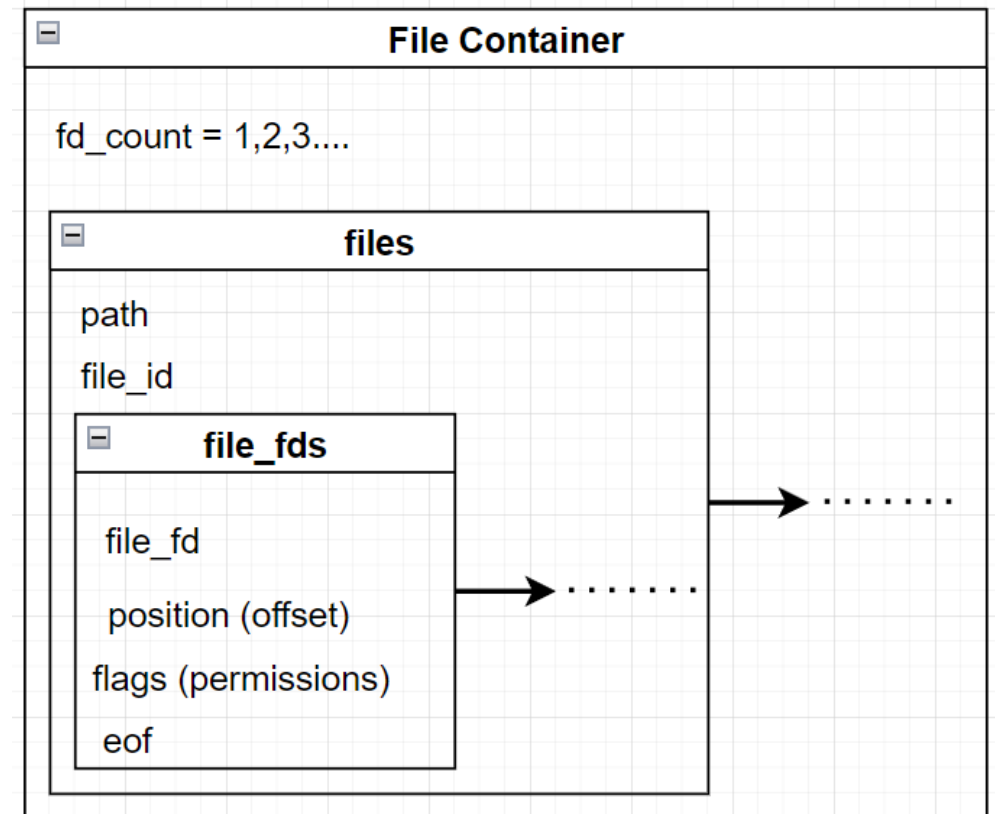 File Container
fd_count = 1,2,3....
files
path
file_id
file_fds
file_fd
position (offset)
flags (permissions)
eof